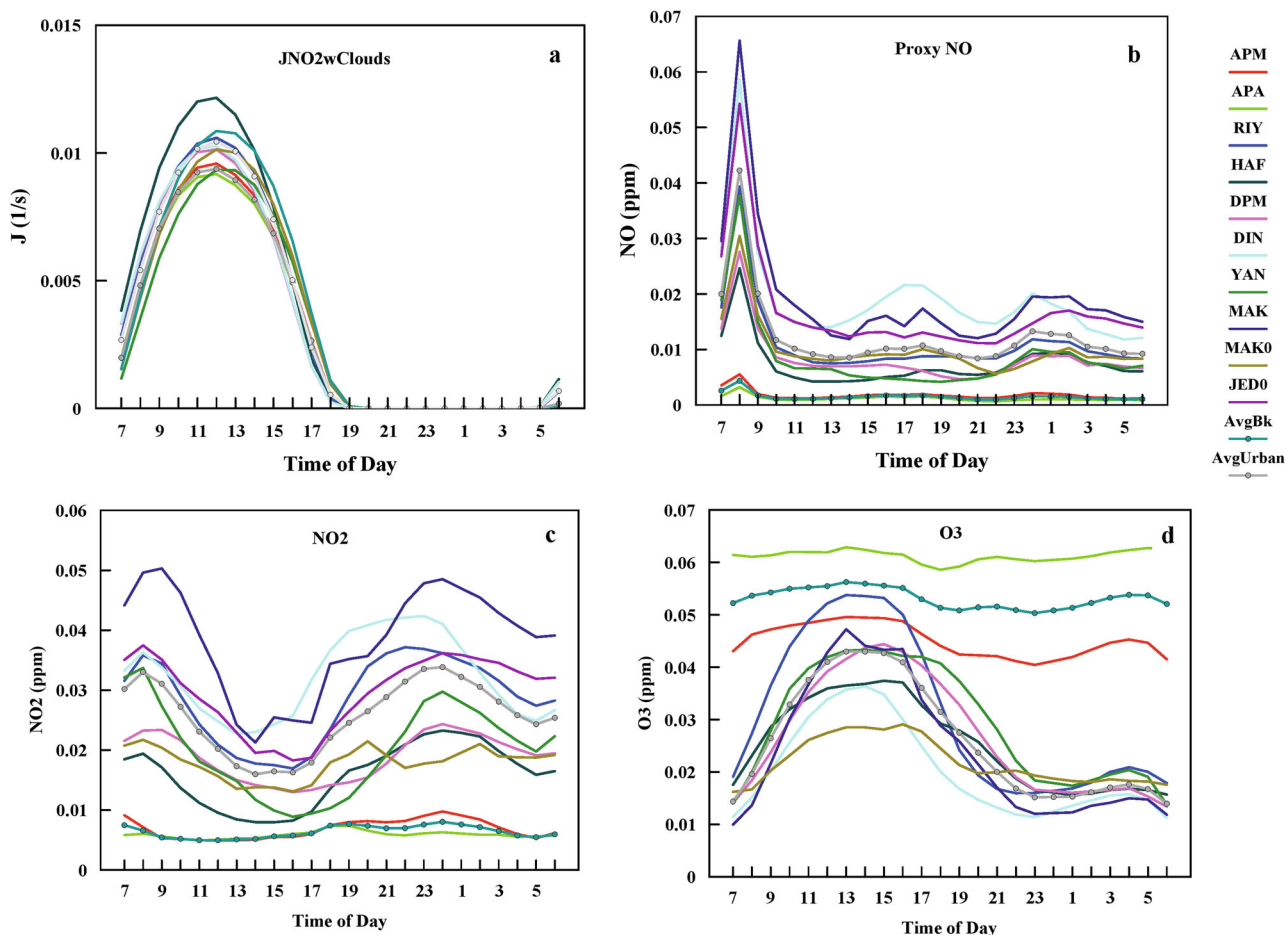 0.015
a
JNO2wClouds
0.01
0.005
0
J (1/s)
7 9 11 13 15 17 19 21 23 1 3 5
Time of Day
0.07
b
Proxy NO
0.06
0.05
0.04
0.03
0.02
0.01
0
NO (ppm)
7 9 11 13 15 17 19 21 23 1 3 5
Time of Day
APM
APA
RIY
HAF
DPM
DIN
YAN
MAK
MAK0
JED0
AvgBk
AvgUrban
0.06
c
NO2
0.05
0.04
0.03
0.02
0.01
0
NO2 (ppm)
7 9 11 13 15 17 19 21 23 1 3 5
Time of Day
0.07
d
O3
0.06
0.05
0.04
0.03
0.02
0.01
0
O3 (ppm)
7 9 11 13 15 17 19 21 23 1 3 5
Time of Day